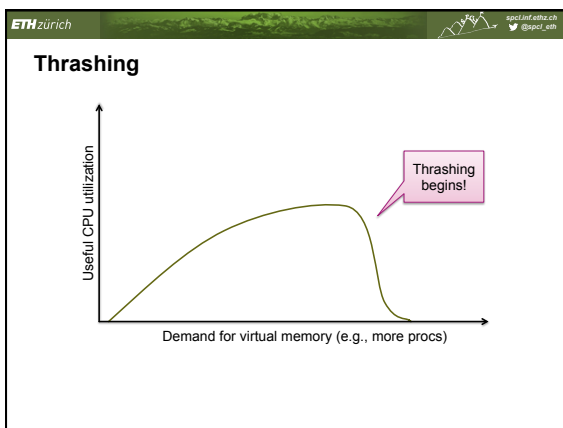 ETH zürich
spcl.inf.ethz.ch
@spcl_eth
Thrashing
Useful CPU utilization
Thrashing
begins!
Demand for virtual memory (e.g., more procs)